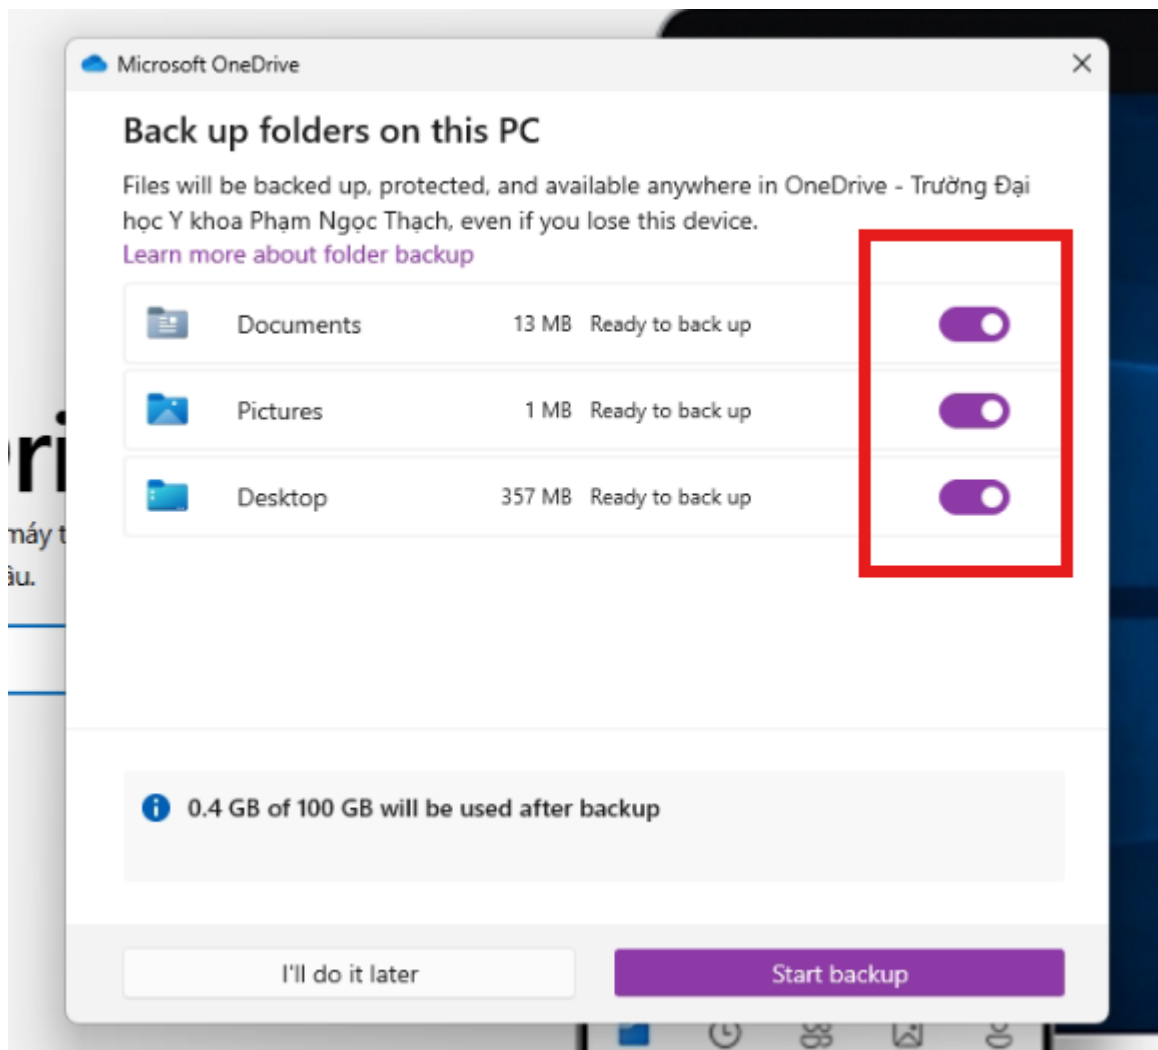 Microsoft OneDrive
Back up folders on this PC
Files will be backed up, protected, and available anywhere in OneDrive - Trường Đại
học Y khoa Phạm Ngọc Thạch, even if you lose this device.
Learn more about folder backup
Documents 13 MB Ready to back up
Pictures 1 MB Ready to back up
Desktop 357 MB Ready to back up
ri
máy t
ầu.
0.4 GB of 100 GB will be used after backup
I'll do it later
Start backup